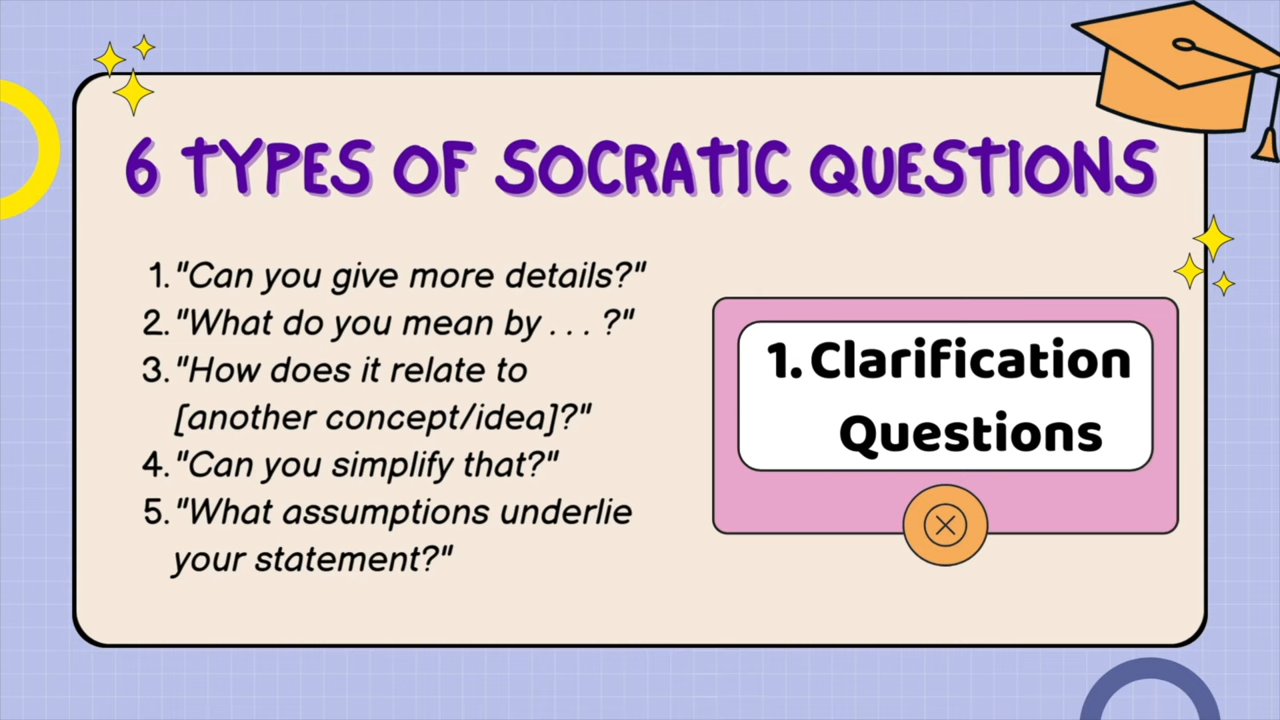 6 TYPES OF SOCRATIC QUESTIONS
1. "Can you give more details?"
2. "What do you mean by . . . ?"
3. "How does it relate to
[another concept/idea]?"
4. "Can you simplify that?"
5. "What assumptions underlie
your statement?"
1. Clarification
Questions